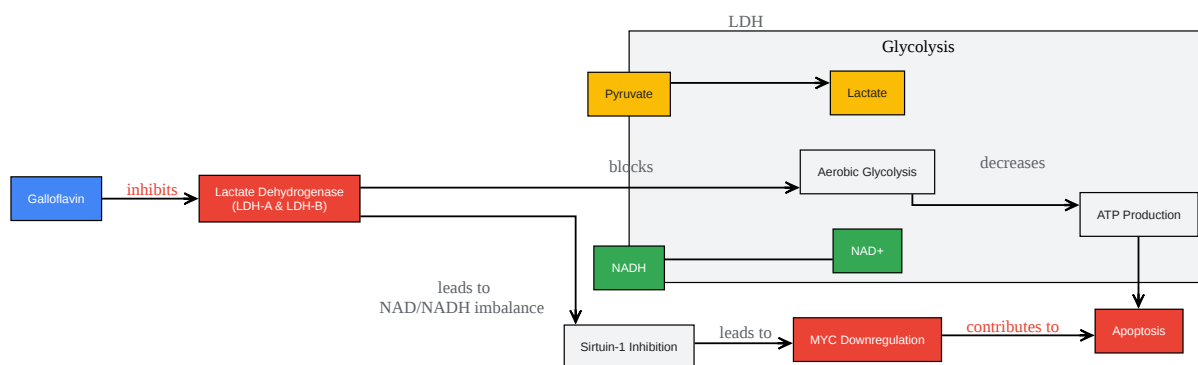 LDH
Glycolysis
Pyruvate
Lactate
blocks
Aerobic Glycolysis
decreases
Galloflavin
inhibits
Lactate Dehydrogenase
(LDH-A & LDH-B)
ATP Production
NADH
NAD+
leads to
NAD/NADH imbalance
Sirtuin-1 Inhibition
leads to
MYC Downregulation
contributes to
Apoptosis